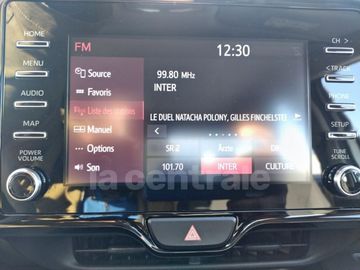 FM
12:30
HOME
MENU
AUDIO
MAP
POWER
VOLUME
CH >
< TRACK
PHONE
SETUP
TUNE
SCROLL
Source
Favoris
Liste des stations
Manuel
Options
Son
99.80 MHz
INTER
LE DUEL NATACHA POLONY, GILLES FINCHELSTE
SR 2
101.70
INTER
CULTURE
la centrale